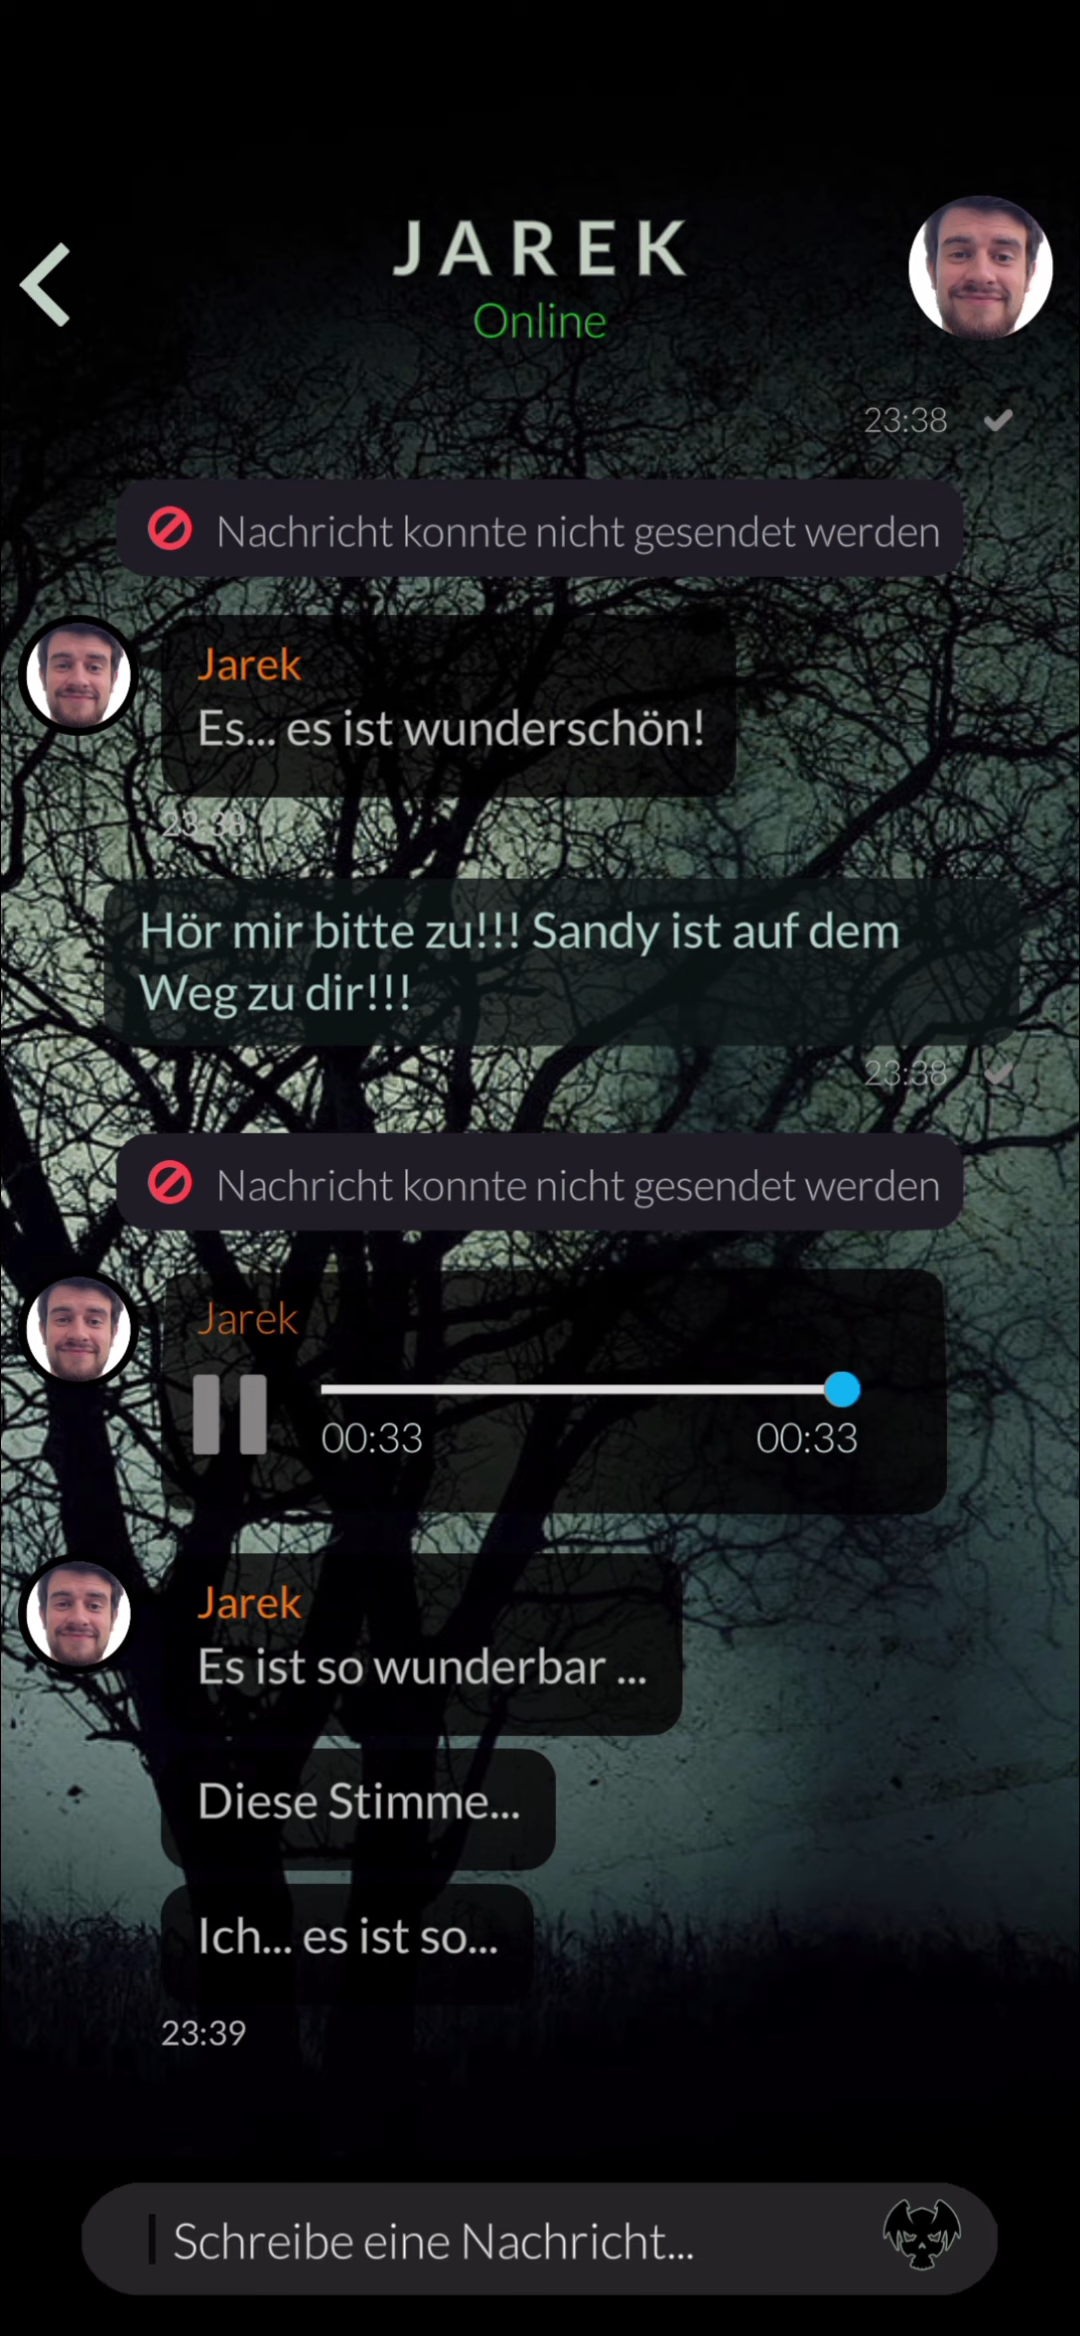 JAREK
Online
23:38
Nachricht konnte nicht gesendet werden
Jarek
Es... es ist wunderschön!
23:38
Hör mir bitte zu!!! Sandy ist auf dem
Weg zu dir!!!
23:38
Nachricht konnte nicht gesendet werden
Jarek
00:33 00:33
Jarek
Es ist so wunderbar ...
Diese Stimme...
Ich... es ist so...
23:39
Schreibe eine Nachricht...